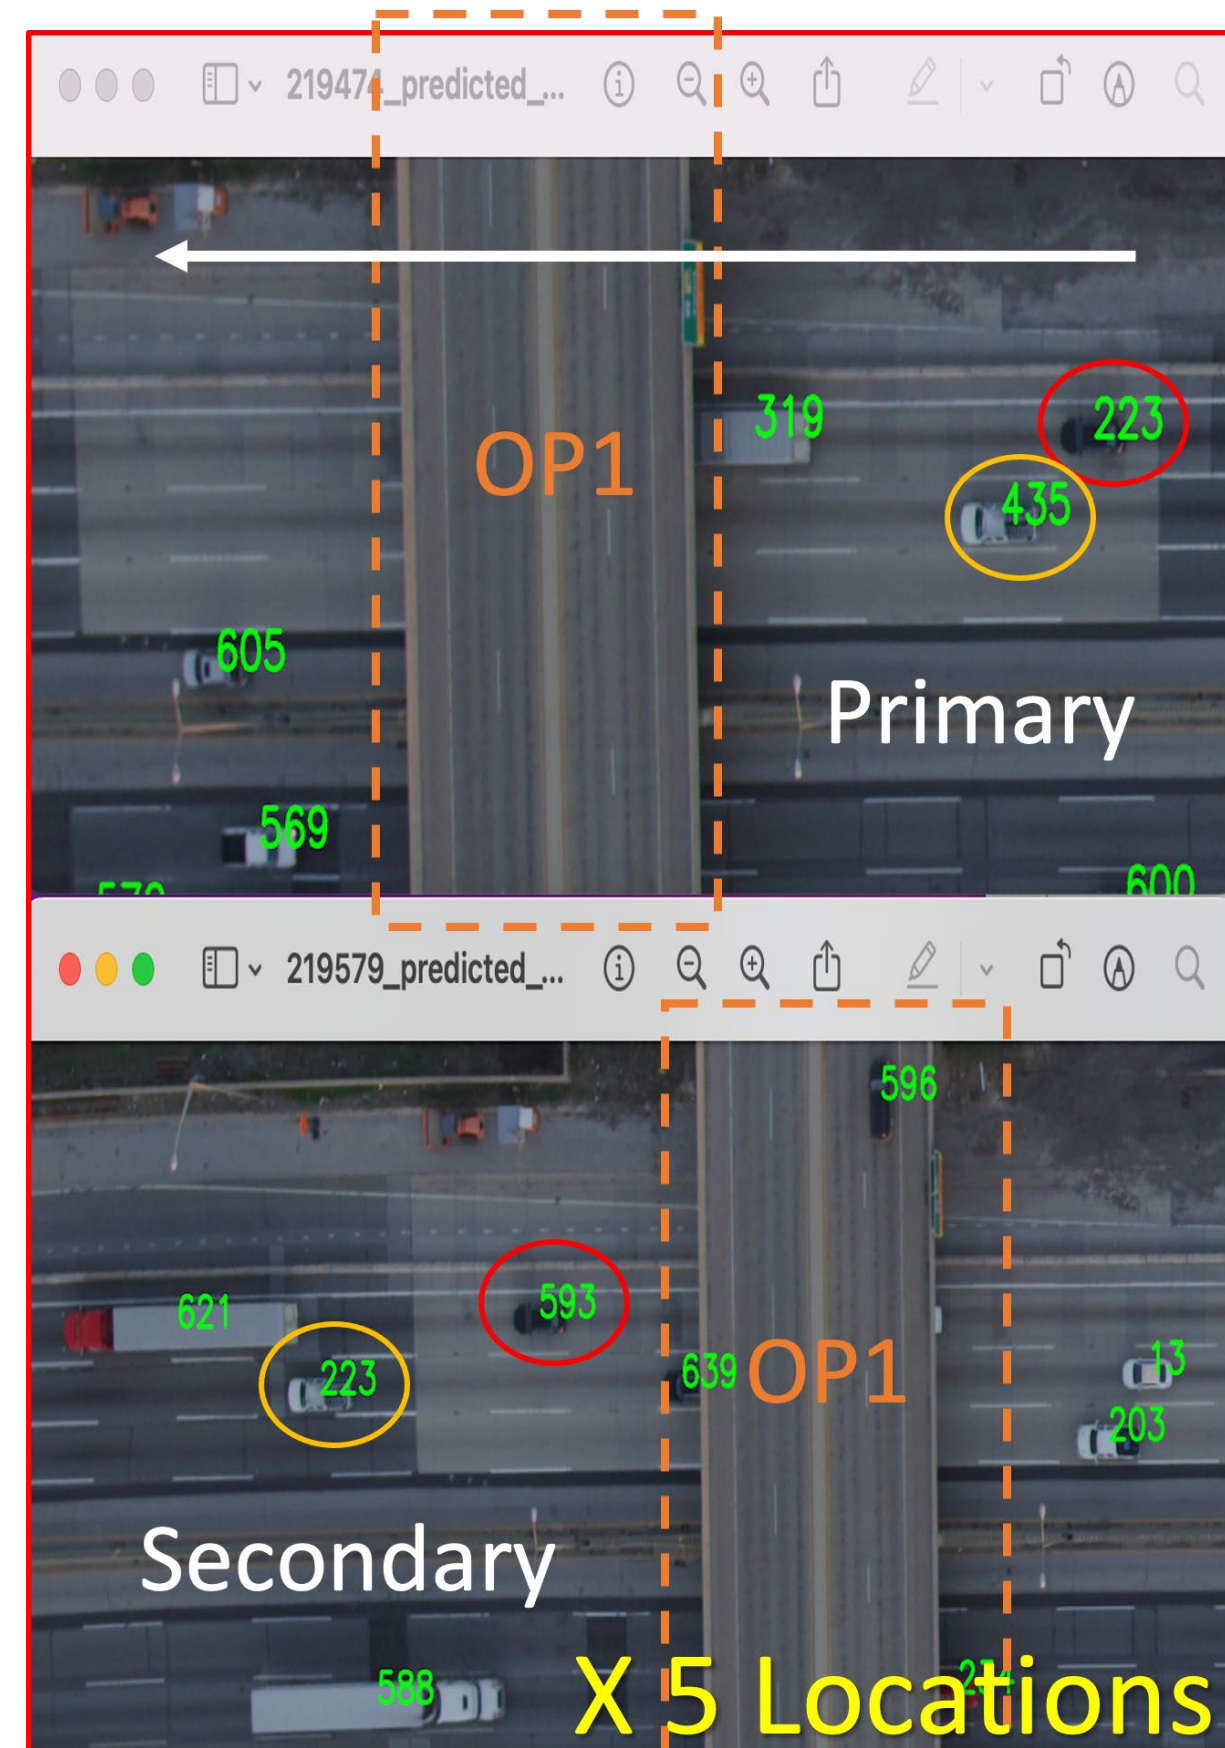 219474_predicted_...
OP1
319
223
435
605
Primary
569
600
219579_predicted_...
596
593
621
223
639
OP1
13
203
Secondary
588
X 5 Locations